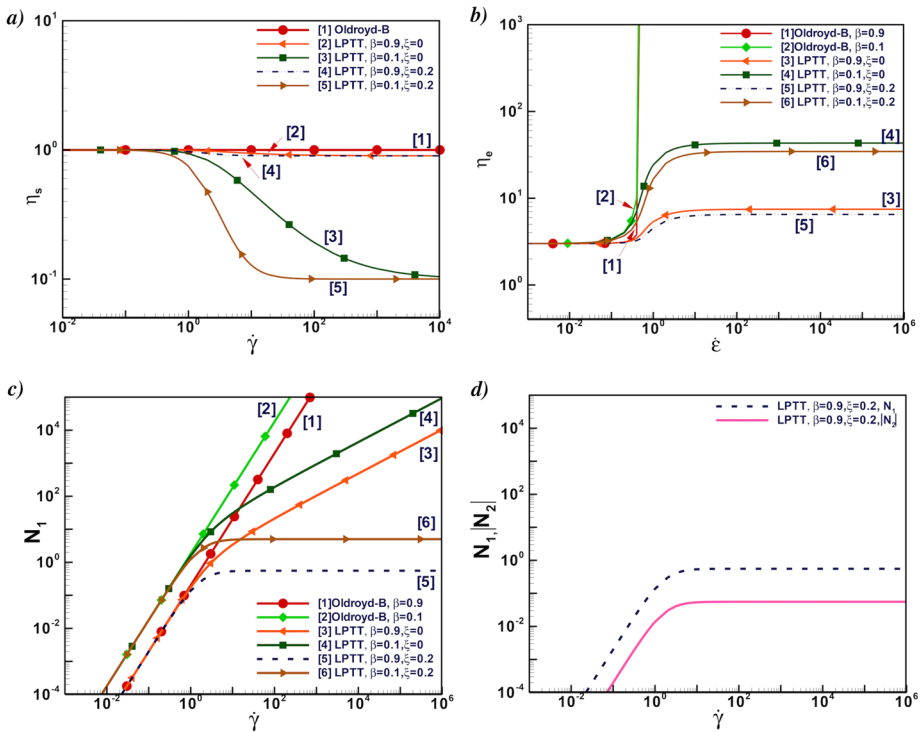 a)
[1] Oldroyd-B
[2] LPTT, β=0.9,ξ=0
[3] LPTT, β=0.1,ξ=0
[4] LPTT, β=0.9,ξ=0.2
[5] LPTT, β=0.1,ξ=0.2
10¹
10⁰
10⁻¹
ηs
[2]
[1]
[4]
[3]
[5]
10⁻²
10⁰
10²
10⁴
γ̇
b)
[1]Oldroyd-B, β=0.9
[2]Oldroyd-B, β=0.1
[3] LPTT, β=0.9,ξ=0
[4] LPTT, β=0.1,ξ=0
[5] LPTT, β=0.9,ξ=0.2
[6] LPTT, β=0.1,ξ=0.2
10³
10²
10¹
10⁰
ηe
[4]
[6]
[2]
[3]
[5]
[1]
10⁻²
10⁰
10²
10⁴
10⁶
ε̇
c)
10⁴
10²
10⁰
10⁻²
10⁻⁴
N₁
[2]
[1]
[4]
[3]
[6]
[5]
[1]Oldroyd-B, β=0.9
[2]Oldroyd-B, β=0.1
[3] LPTT, β=0.9,ξ=0
[4] LPTT, β=0.1,ξ=0
[5] LPTT, β=0.9,ξ=0.2
[6] LPTT, β=0.1,ξ=0.2
10⁻²
10⁰
10²
10⁴
10⁶
γ̇
d)
LPTT, β=0.9,ξ=0.2, N₁
LPTT, β=0.9,ξ=0.2,|N₂|
10⁴
10²
10⁰
10⁻²
10⁻⁴
N₁,|N₂|
10⁻²
10⁰
10²
10⁴
10⁶
γ̇